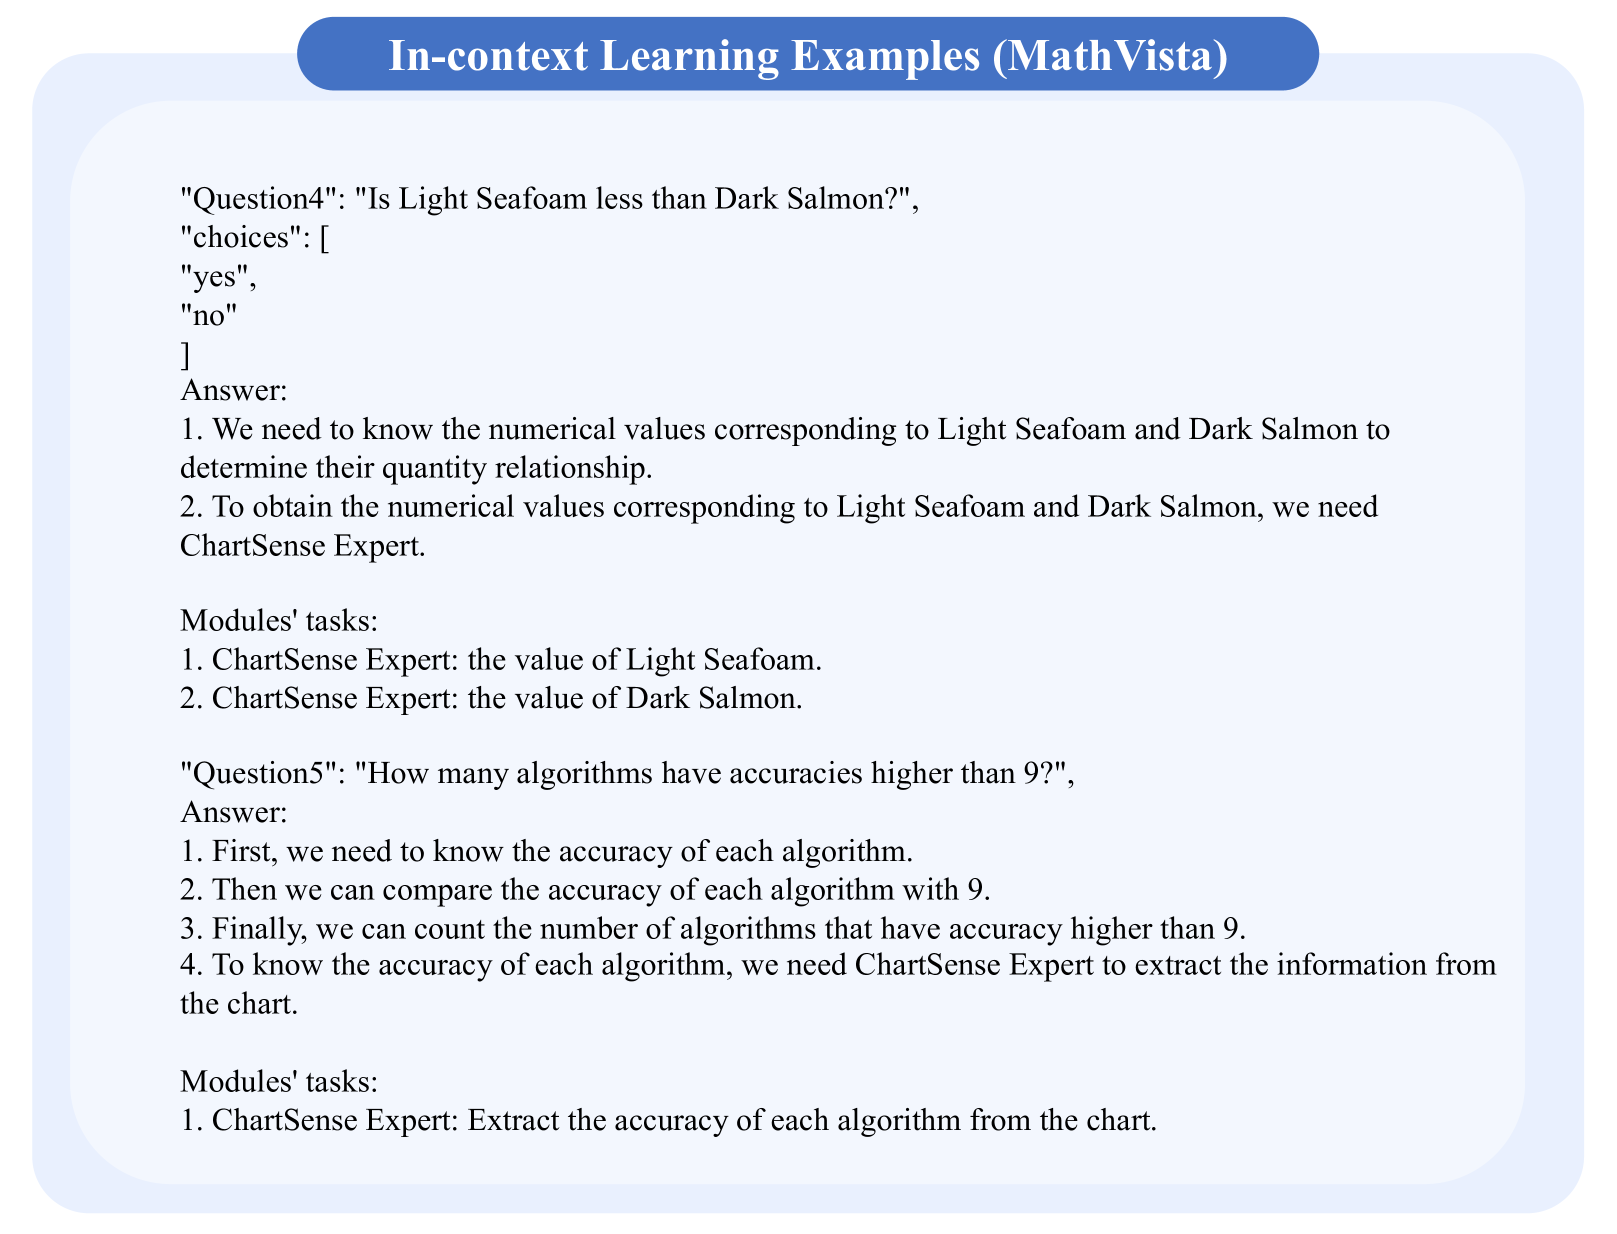 In-context Learning Examples (MathVista)
"Question4": "Is Light Seafoam less than Dark Salmon?",
"choices": [
"yes",
"no"
]
Answer:
1. We need to know the numerical values corresponding to Light Seafoam and Dark Salmon to
determine their quantity relationship.
2. To obtain the numerical values corresponding to Light Seafoam and Dark Salmon, we need
ChartSense Expert.
Modules' tasks:
1. ChartSense Expert: the value of Light Seafoam.
2. ChartSense Expert: the value of Dark Salmon.
"Question5": "How many algorithms have accuracies higher than 9?",
Answer:
1. First, we need to know the accuracy of each algorithm.
2. Then we can compare the accuracy of each algorithm with 9.
3. Finally, we can count the number of algorithms that have accuracy higher than 9.
4. To know the accuracy of each algorithm, we need ChartSense Expert to extract the information from
the chart.
Modules' tasks:
1. ChartSense Expert: Extract the accuracy of each algorithm from the chart.